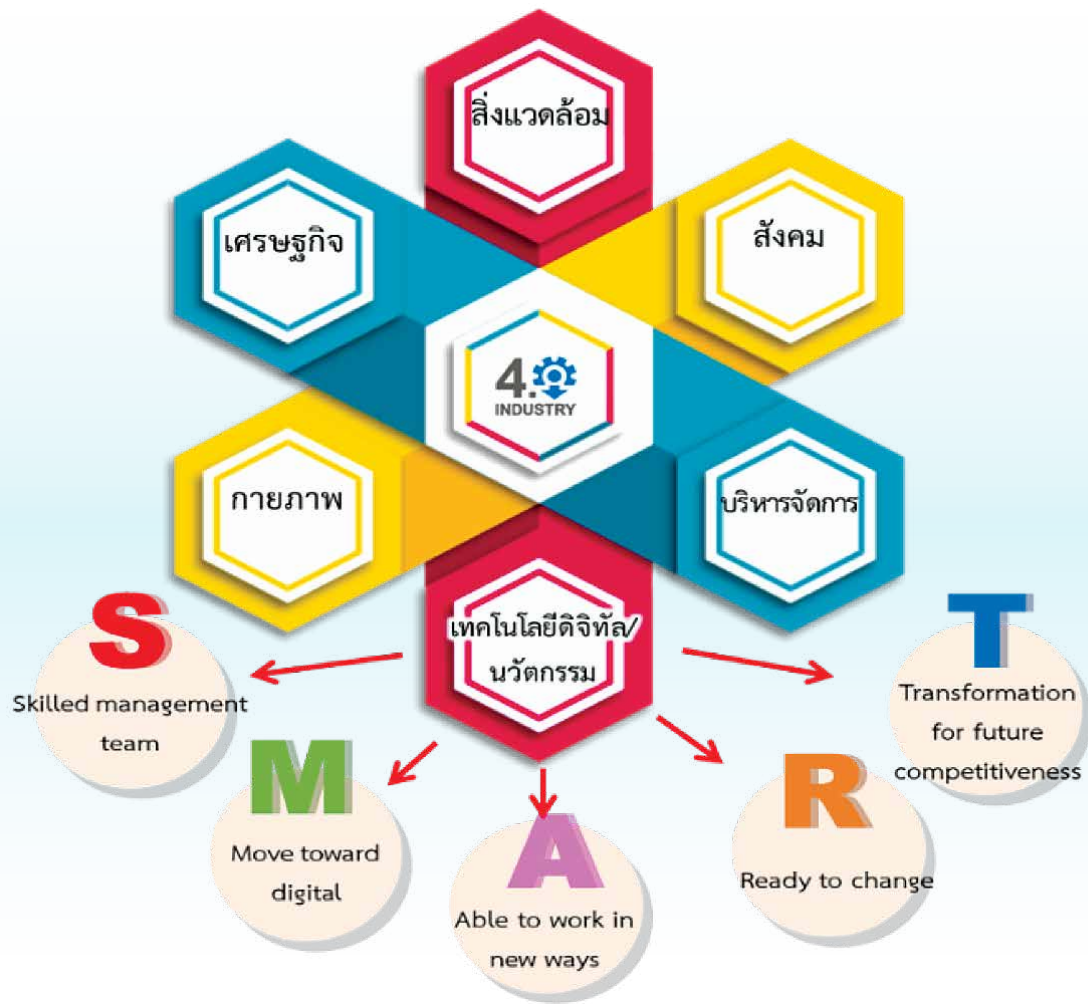 สิ่งแวดล้อม
เศรษฐกิจ
สังคม
4.0
INDUSTRY
กายภาพ
บริหารจัดการ
เทคโนโลยีดิจิทัล/
นวัตกรรม
S
Skilled management
team
M
Move toward
digital
A
Able to work in
new ways
R
Ready to change
T
Transformation
for future
competitiveness